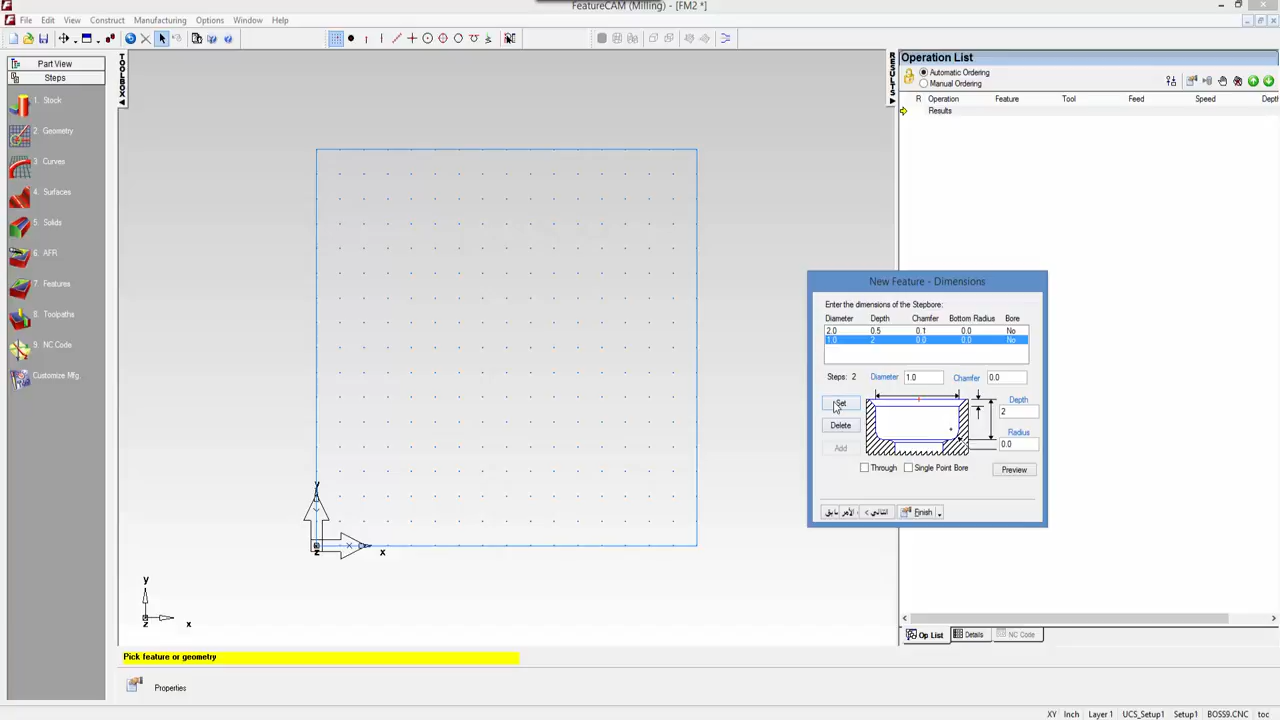 FeatureCAM (Milling) - [FM2 *]
File Edit View Construct Manufacturing Options Window Help
TOOLBOX
RESULTS
Part View
Steps
1. Stock
2. Geometry
3. Curves
4. Surfaces
5. Solids
6. AFR
7. Features
8. Toolpaths
9. NC Code
Customize Mfg.
y
z
x
y
z
x
Operation List
Automatic Ordering
Manual Ordering
R Operation Feature Tool Feed Speed Depth
Results
New Feature - Dimensions
Enter the dimensions of the Stepbore:
Diameter Depth Chamfer Bottom Radius Bore
2.0 0.5 0.1 0.0 No
1.0 2 0.0 0.0 No
Steps: 2 Diameter 1.0 Chamfer 0.0
Set
Depth
2
Delete
Radius
0.0
Add
Through Single Point Bore Preview
التالي > Finish
Op List Details NC Code
Pick feature or geometry
Properties
XY Inch Layer 1 UCS_Setup1 Setup1 BOSS9.CNC toc